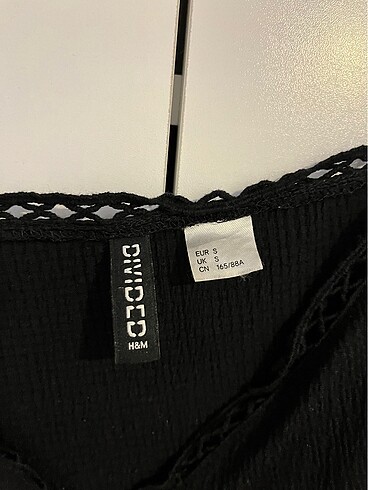 DIVIDED
H&M
EUR S
UK S
CN 165/88A